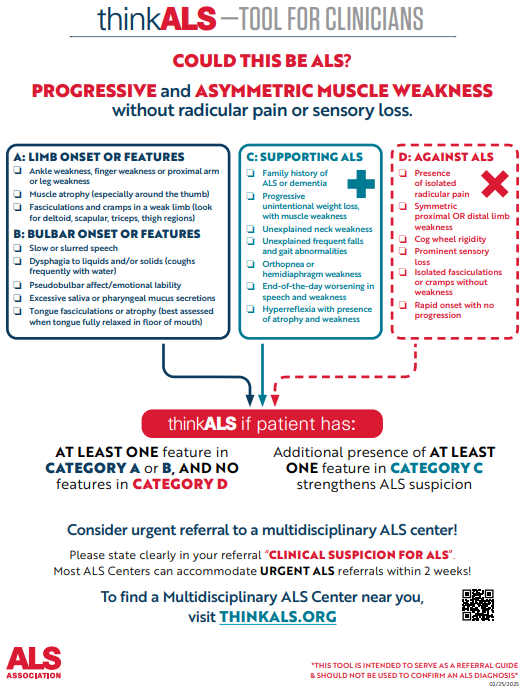 thinkALS—TOOL FOR CLINICIANS
COULD THIS BE ALS?
PROGRESSIVE and ASYMMETRIC MUSCLE WEAKNESS
without radicular pain or sensory loss.
A: LIMB ONSET OR FEATURES
Ankle weakness, finger weakness or proximal arm
or leg weakness
Muscle atrophy (especially around the thumb)
Fasciculations and cramps in a weak limb (look
for deltoid, scapular, triceps, thigh regions)
B: BULBAR ONSET OR FEATURES
Slow or slurred speech
Dysphagia to liquids and/or solids (coughs
frequently with water)
Pseudobulbar affect/emotional lability
Excessive saliva or pharyngeal mucus secretions
Tongue fasciculations or atrophy (best assessed
when tongue fully relaxed in floor of mouth)
C: SUPPORTING ALS
Family history of
ALS or dementia
Progressive
unintentional weight loss,
with muscle weakness
Unexplained neck weakness
Unexplained frequent falls
and gait abnormalities
Orthopnea or
hemidiaphragm weakness
End-of-the-day worsening in
speech and weakness
Hyperreflexia with presence
of atrophy and weakness
D: AGAINST ALS
Presence
of isolated
radicular pain
Symmetric
proximal OR distal limb
weakness
Cog wheel rigidity
Prominent sensory
loss
Isolated fasciculations
or cramps without
weakness
Rapid onset with no
progression
thinkALS if patient has:
AT LEAST ONE feature in
CATEGORY A or B, AND NO
features in CATEGORY D
Additional presence of AT LEAST
ONE feature in CATEGORY C
strengthens ALS suspicion
Consider urgent referral to a multidisciplinary ALS center!
Please state clearly in your referral "CLINICAL SUSPICION FOR ALS".
Most ALS Centers can accommodate URGENT ALS referrals within 2 weeks!
To find a Multidisciplinary ALS Center near you,
visit THINKALS.ORG
ALS
ASSOCIATION
*THIS TOOL IS INTENDED TO SERVE AS A REFERRAL GUIDE
& SHOULD NOT BE USED TO CONFIRM AN ALS DIAGNOSIS*
02/25/2025